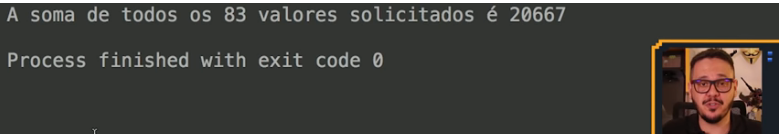 A soma de todos os 83 valores solicitados é 20667
Process finished with exit code 0